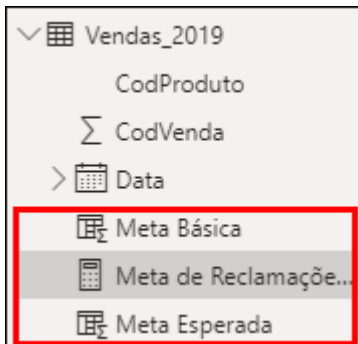 Vendas_2019
CodProduto
CodVenda
Data
Meta Básica
Meta de Reclamaçõe...
Meta Esperada